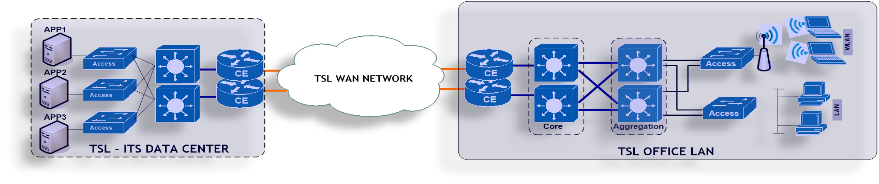 APP1
Access
APP2
Access
APP3
Access
CE
CE
TSL - ITS DATA CENTER
TSL WAN NETWORK
CE
CE
Core
Aggregation
Access
Access
WLAN
LAN
TSL OFFICE LAN